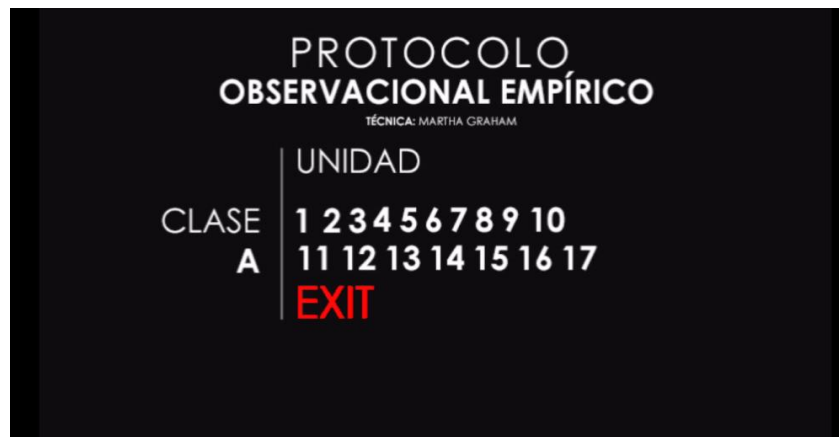 PROTOCOLO
OBSERVACIONAL EMPÍRICO
TÉCNICA: MARTHA GRAHAM
UNIDAD
CLASE 1 2 3 4 5 6 7 8 9 10
A 11 12 13 14 15 16 17
EXIT